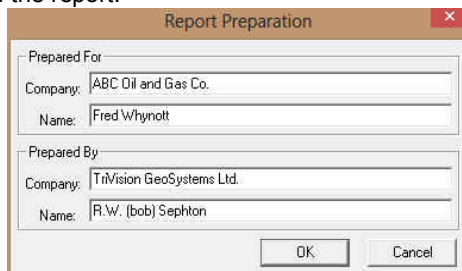 the report.
Report Preparation
Prepared For
Company: ABC Oil and Gas Co.
Name: Fred Whynott
Prepared By
Company: TriVision GeoSystems Ltd.
Name: R.W. (bob) Sephton
OK Cancel